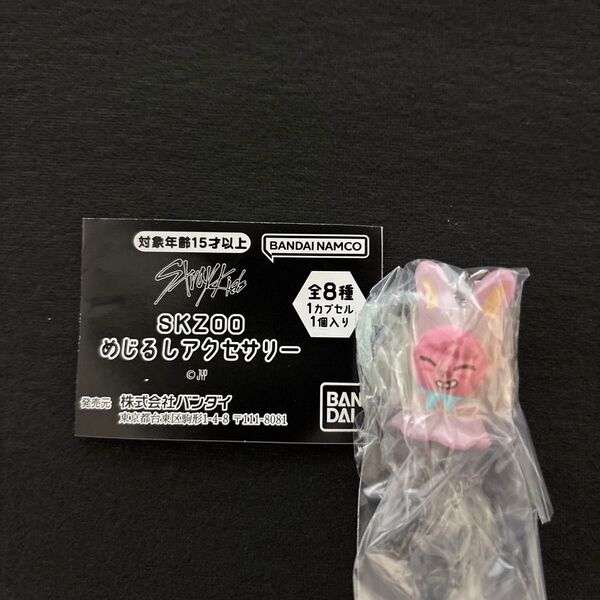 対象年齢15才以上
BANDAI NAMCO
Stray Kids
SKZOO
めじるしアクセサリー
全8種
1カプセル
1個入り
© JYP
発売元 株式会社バンダイ
東京都台東区駒形1-4-8 〒111-8081
BAN
DAI